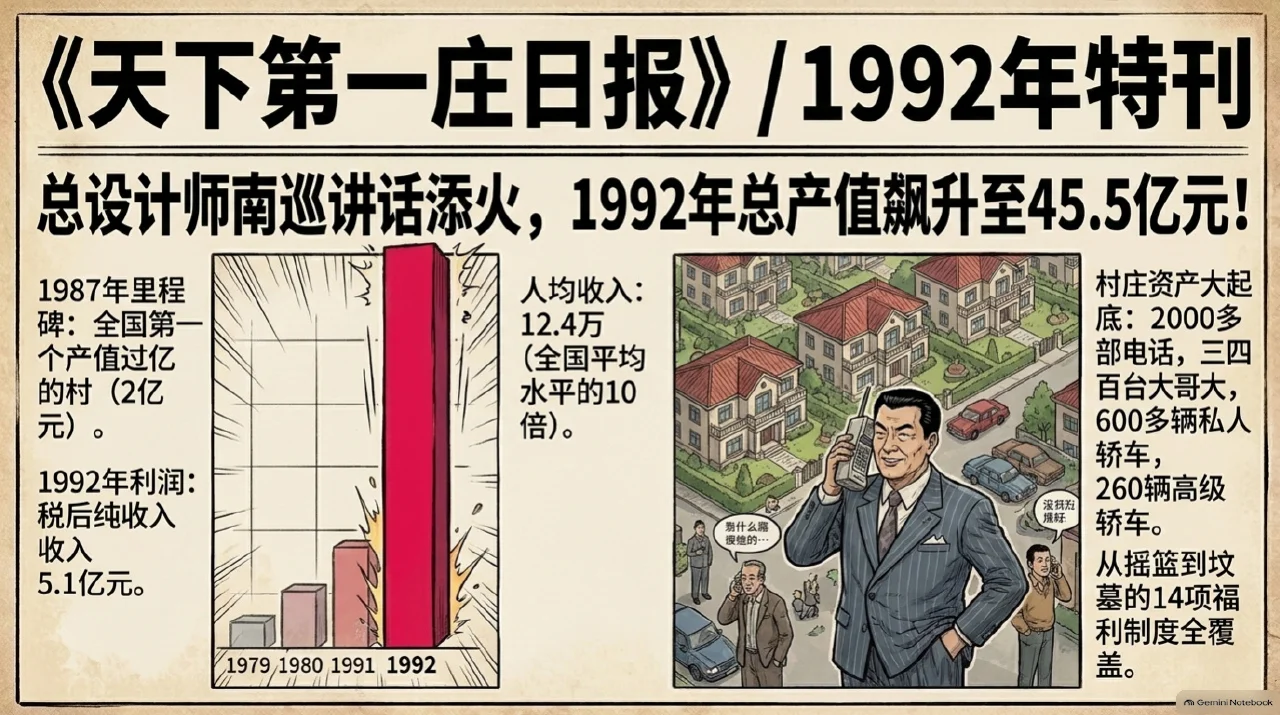 《天下第一庄日报》/1992年特刊
总设计师南巡讲话添火，1992年总产值飙升至45.5亿元！
1987年里程
碑：全国第一
个产值过亿
的村（2亿
元）。
1992年利润：
税后纯收入
收入
5.1亿元。
1979 1980 1991 1992
人均收入：
12.4万
（全国平均
水平的10
倍）。
村庄资产大起
底：2000多
部电话，三四
百台大哥大，
600多辆私人
轿车，
260辆高级
轿车。
从摇篮到坟
墓的14项福
利制度全覆
盖。
Gemini Notebook